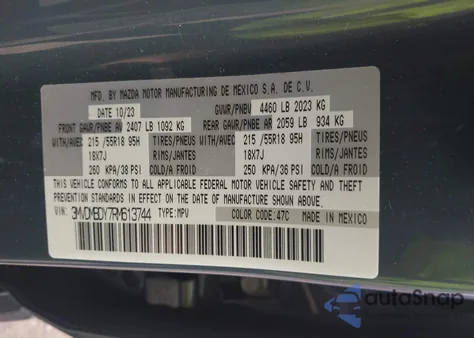 MFD. BY MAZDA MOTOR MANUFACTURING DE MEXICO S.A. DE C.V.
DATE 10/23 GVWR/PNBV 4460 LB 2023 KG
FRONT GAWR/PNBE AV 2407 LB 1092 KG REAR GAWR/PNBE AR 2059 LB 934 KG
WITH/AVEC 215 /55R18 95H TIRES/PNEUS WITH/AVEC 215 /55R18 95H TIRES/PNEUS
18X7J RIMS/JANTES 18X7J RIMS/JANTES
260 KPA/38 PSI COLD/A FROID 250 KPA/36 PSI COLD/A FROID
THIS VEHICLE CONFORMS TO ALL APPLICABLE FEDERAL MOTOR VEHICLE SAFETY AND THEFT
PREVENTION STANDARDS IN EFFECT ON THE DATE OF MANUFACTURE SHOWN ABOVE.
VIN: 3MVDMBDY7RM613744 TYPE: MPV COLOR CODE: 47C MADE IN MEXICO
autoSnap